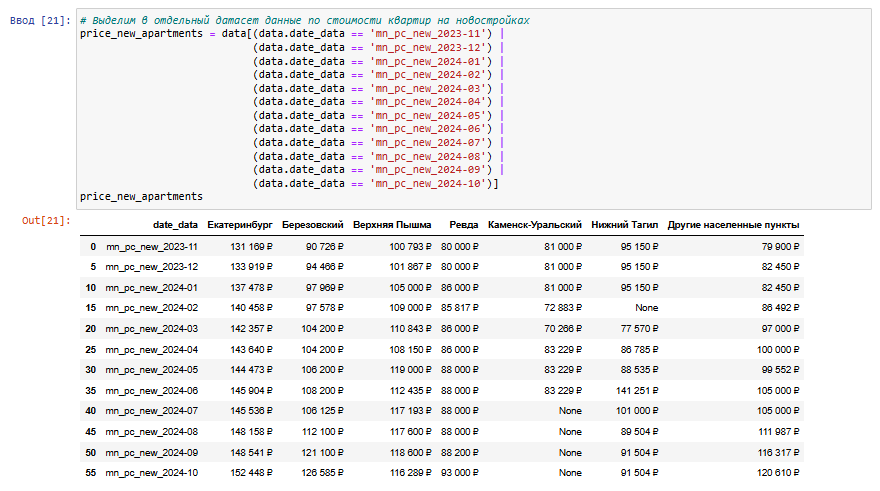 Ввод [21]: # Выделим в отдельный датасет данные по стоимости квартир на новостройках
price_new_apartments = data[(data.date_data == 'mn_pc_new_2023-11') |
(data.date_data == 'mn_pc_new_2023-12') |
(data.date_data == 'mn_pc_new_2024-01') |
(data.date_data == 'mn_pc_new_2024-02') |
(data.date_data == 'mn_pc_new_2024-03') |
(data.date_data == 'mn_pc_new_2024-04') |
(data.date_data == 'mn_pc_new_2024-05') |
(data.date_data == 'mn_pc_new_2024-06') |
(data.date_data == 'mn_pc_new_2024-07') |
(data.date_data == 'mn_pc_new_2024-08') |
(data.date_data == 'mn_pc_new_2024-09') |
(data.date_data == 'mn_pc_new_2024-10')]
price_new_apartments
Out[21]:
date_data Екатеринбург Березовский Верхняя Пышма Ревда Каменск-Уральский Нижний Тагил Другие населенные пункты
0 mn_pc_new_2023-11 131 169 ₽ 90 726 ₽ 100 793 ₽ 80 000 ₽ 81 000 ₽ 95 150 ₽ 79 900 ₽
5 mn_pc_new_2023-12 133 919 ₽ 94 466 ₽ 101 867 ₽ 80 000 ₽ 81 000 ₽ 95 150 ₽ 82 450 ₽
10 mn_pc_new_2024-01 137 478 ₽ 97 969 ₽ 105 000 ₽ 86 000 ₽ 81 000 ₽ 95 150 ₽ 82 450 ₽
15 mn_pc_new_2024-02 140 458 ₽ 97 578 ₽ 109 000 ₽ 85 817 ₽ 72 883 ₽ None 86 492 ₽
20 mn_pc_new_2024-03 142 357 ₽ 104 200 ₽ 110 843 ₽ 86 000 ₽ 70 266 ₽ 77 570 ₽ 97 000 ₽
25 mn_pc_new_2024-04 143 640 ₽ 104 200 ₽ 108 150 ₽ 86 000 ₽ 83 229 ₽ 86 785 ₽ 100 000 ₽
30 mn_pc_new_2024-05 144 473 ₽ 106 200 ₽ 119 000 ₽ 88 000 ₽ 83 229 ₽ 88 535 ₽ 99 552 ₽
35 mn_pc_new_2024-06 145 904 ₽ 108 200 ₽ 112 435 ₽ 88 000 ₽ 83 229 ₽ 141 251 ₽ 105 000 ₽
40 mn_pc_new_2024-07 145 536 ₽ 106 125 ₽ 117 193 ₽ 88 000 ₽ None 101 000 ₽ 105 000 ₽
45 mn_pc_new_2024-08 148 158 ₽ 112 100 ₽ 117 600 ₽ 88 000 ₽ None 89 504 ₽ 111 987 ₽
50 mn_pc_new_2024-09 148 541 ₽ 121 100 ₽ 118 600 ₽ 88 200 ₽ None 91 504 ₽ 116 317 ₽
55 mn_pc_new_2024-10 152 448 ₽ 126 585 ₽ 116 289 ₽ 93 000 ₽ None 91 504 ₽ 120 610 ₽